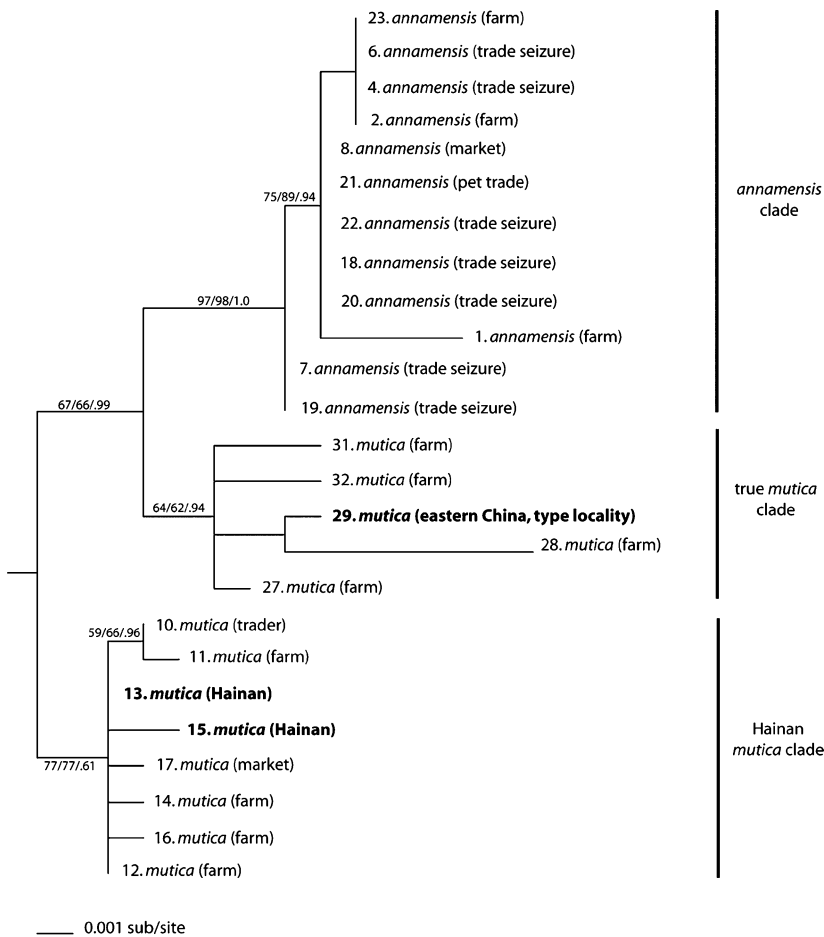 23. annamensis (farm)
6. annamensis (trade seizure)
4. annamensis (trade seizure)
2. annamensis (farm)
8. annamensis (market)
75/89/.94
21. annamensis (pet trade)
annamensis
clade
22. annamensis (trade seizure)
18. annamensis (trade seizure)
97/98/1.0
20. annamensis (trade seizure)
1. annamensis (farm)
7. annamensis (trade seizure)
67/66/.99
19. annamensis (trade seizure)
31. mutica (farm)
32. mutica (farm)
true mutica
clade
64/62/.94
29. mutica (eastern China, type locality)
28. mutica (farm)
27. mutica (farm)
10. mutica (trader)
59/66/.96
11. mutica (farm)
13. mutica (Hainan)
15. mutica (Hainan)
Hainan
mutica clade
77/77/.61
17. mutica (market)
14. mutica (farm)
16. mutica (farm)
12. mutica (farm)
0.001 sub/site